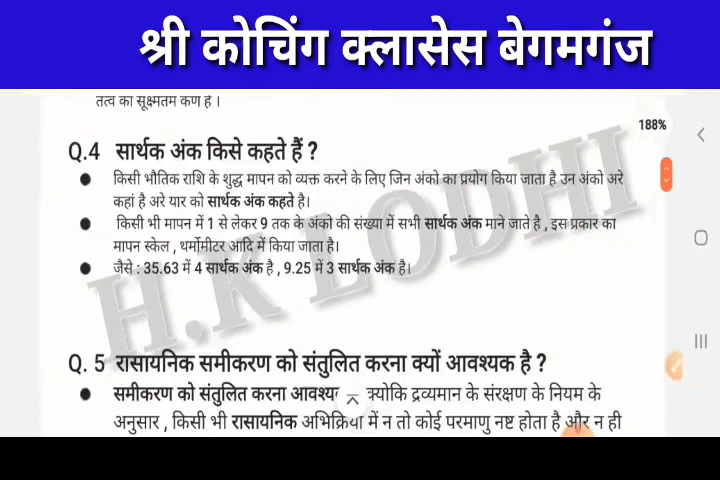 श्री कोचिंग क्लासेस बेगमगंज
तत्व का सूक्ष्मतम कण है ।
188%
Q.4 सार्थक अंक किसे कहते हैं ?
किसी भौतिक राशि के शुद्ध मापन को व्यक्त करने के लिए जिन अंको का प्रयोग किया जाता है उन अंको अरे
कहां है अरे यार को सार्थक अंक कहते है।
किसी भी मापन में 1 से लेकर 9 तक के अंको की संख्या में सभी सार्थक अंक माने जाते है , इस प्रकार का
मापन स्केल , थर्मोमीटर आदि में किया जाता है।
जैसे : 35.63 में 4 सार्थक अंक है , 9.25 में 3 सार्थक अंक है।
H.K LODHI
Q. 5 रासायनिक समीकरण को संतुलित करना क्यों आवश्यक है ?
समीकरण को संतुलित करना क्योकि द्रव्यमान के संरक्षण के नियम के
अनुसार , किसी भी रासायनिक अभिक्रिया में न तो कोई परमाणु नष्ट होता है और न ही